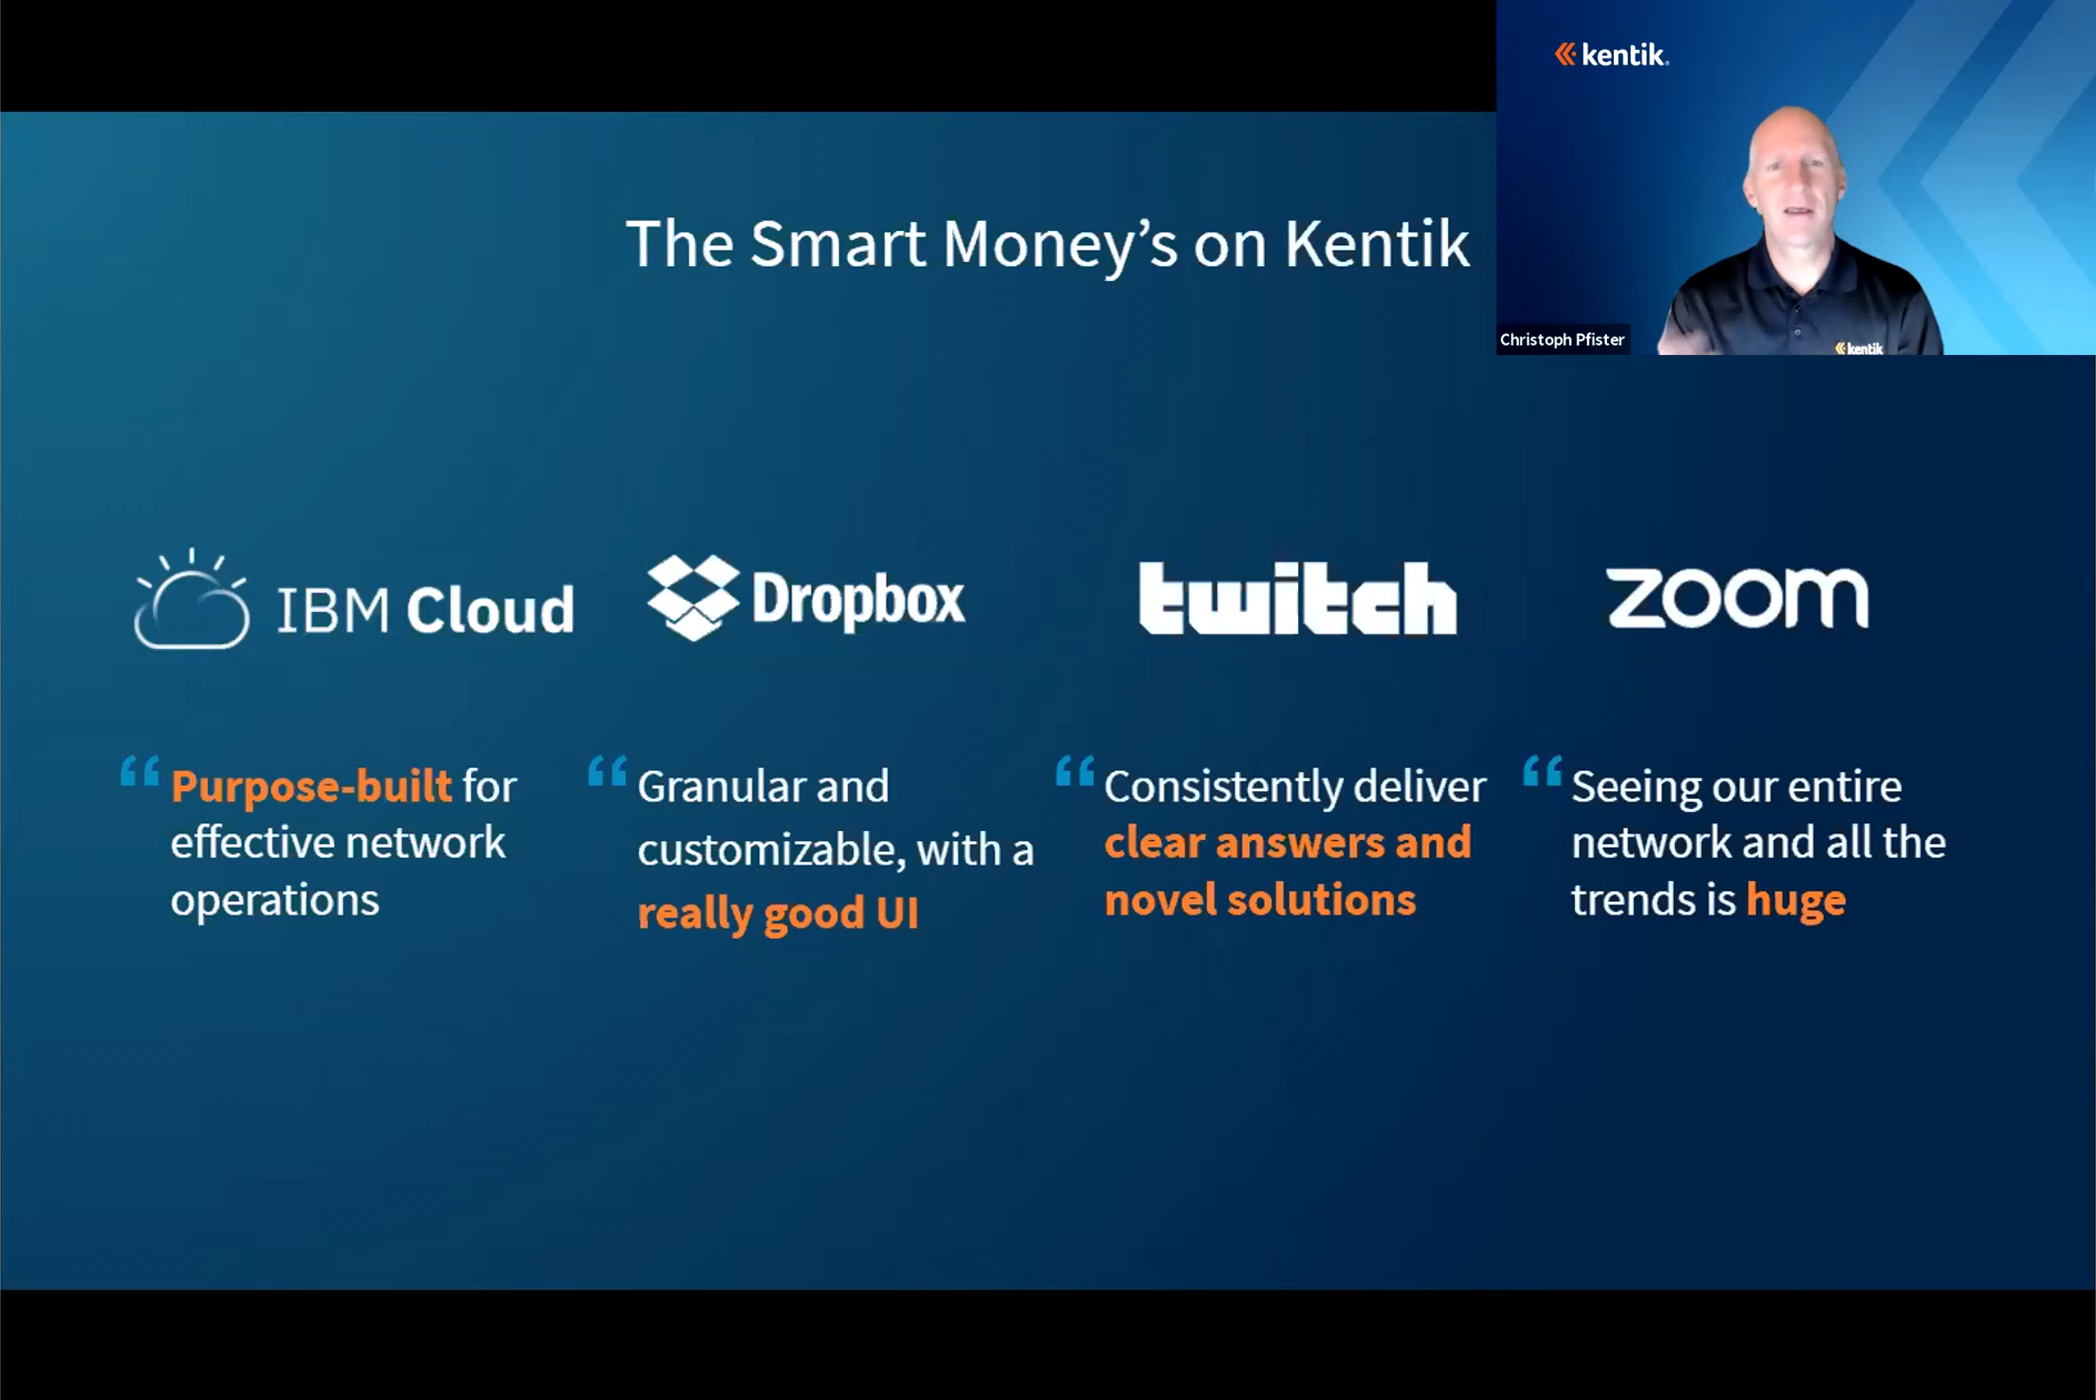 kentik
The Smart Money’s on Kentik
Christoph Pfister
kentik
IBM Cloud
Dropbox
twitch
zoom
“ Purpose-built for
effective network
operations
“ Granular and
customizable, with a
really good UI
“ Consistently deliver
clear answers and
novel solutions
“ Seeing our entire
network and all the
trends is huge